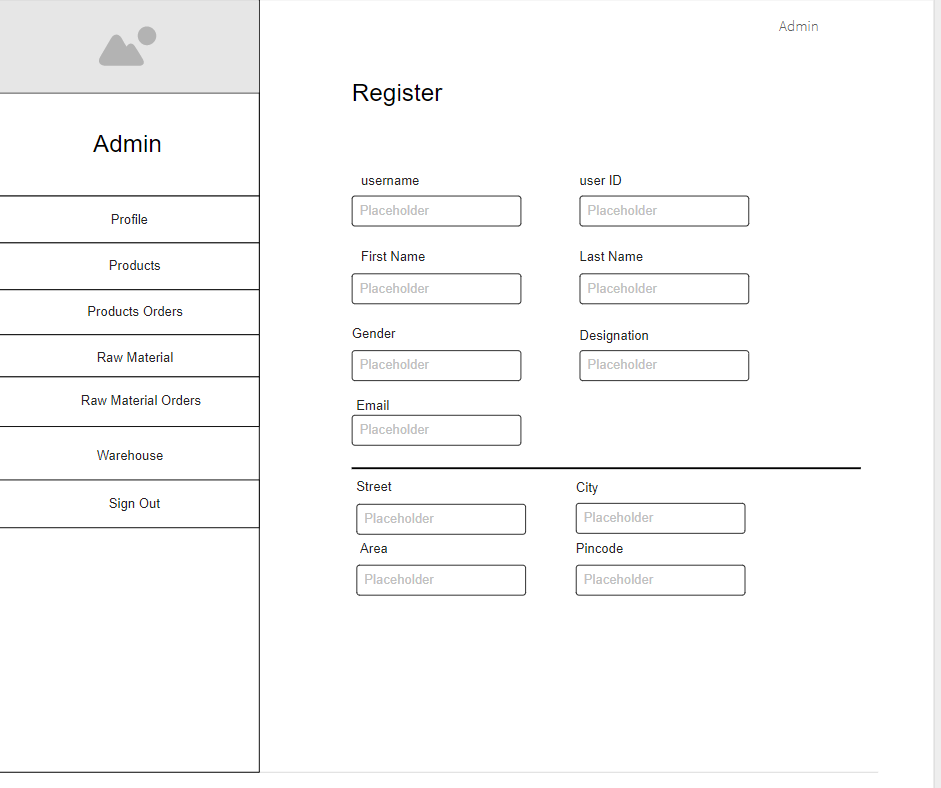 Admin
Admin
Profile
Products
Products Orders
Raw Material
Raw Material Orders
Warehouse
Sign Out
Register
username
user ID
Placeholder
Placeholder
First Name
Last Name
Placeholder
Placeholder
Gender
Designation
Placeholder
Placeholder
Email
Placeholder
Street
City
Placeholder
Placeholder
Area
Pincode
Placeholder
Placeholder